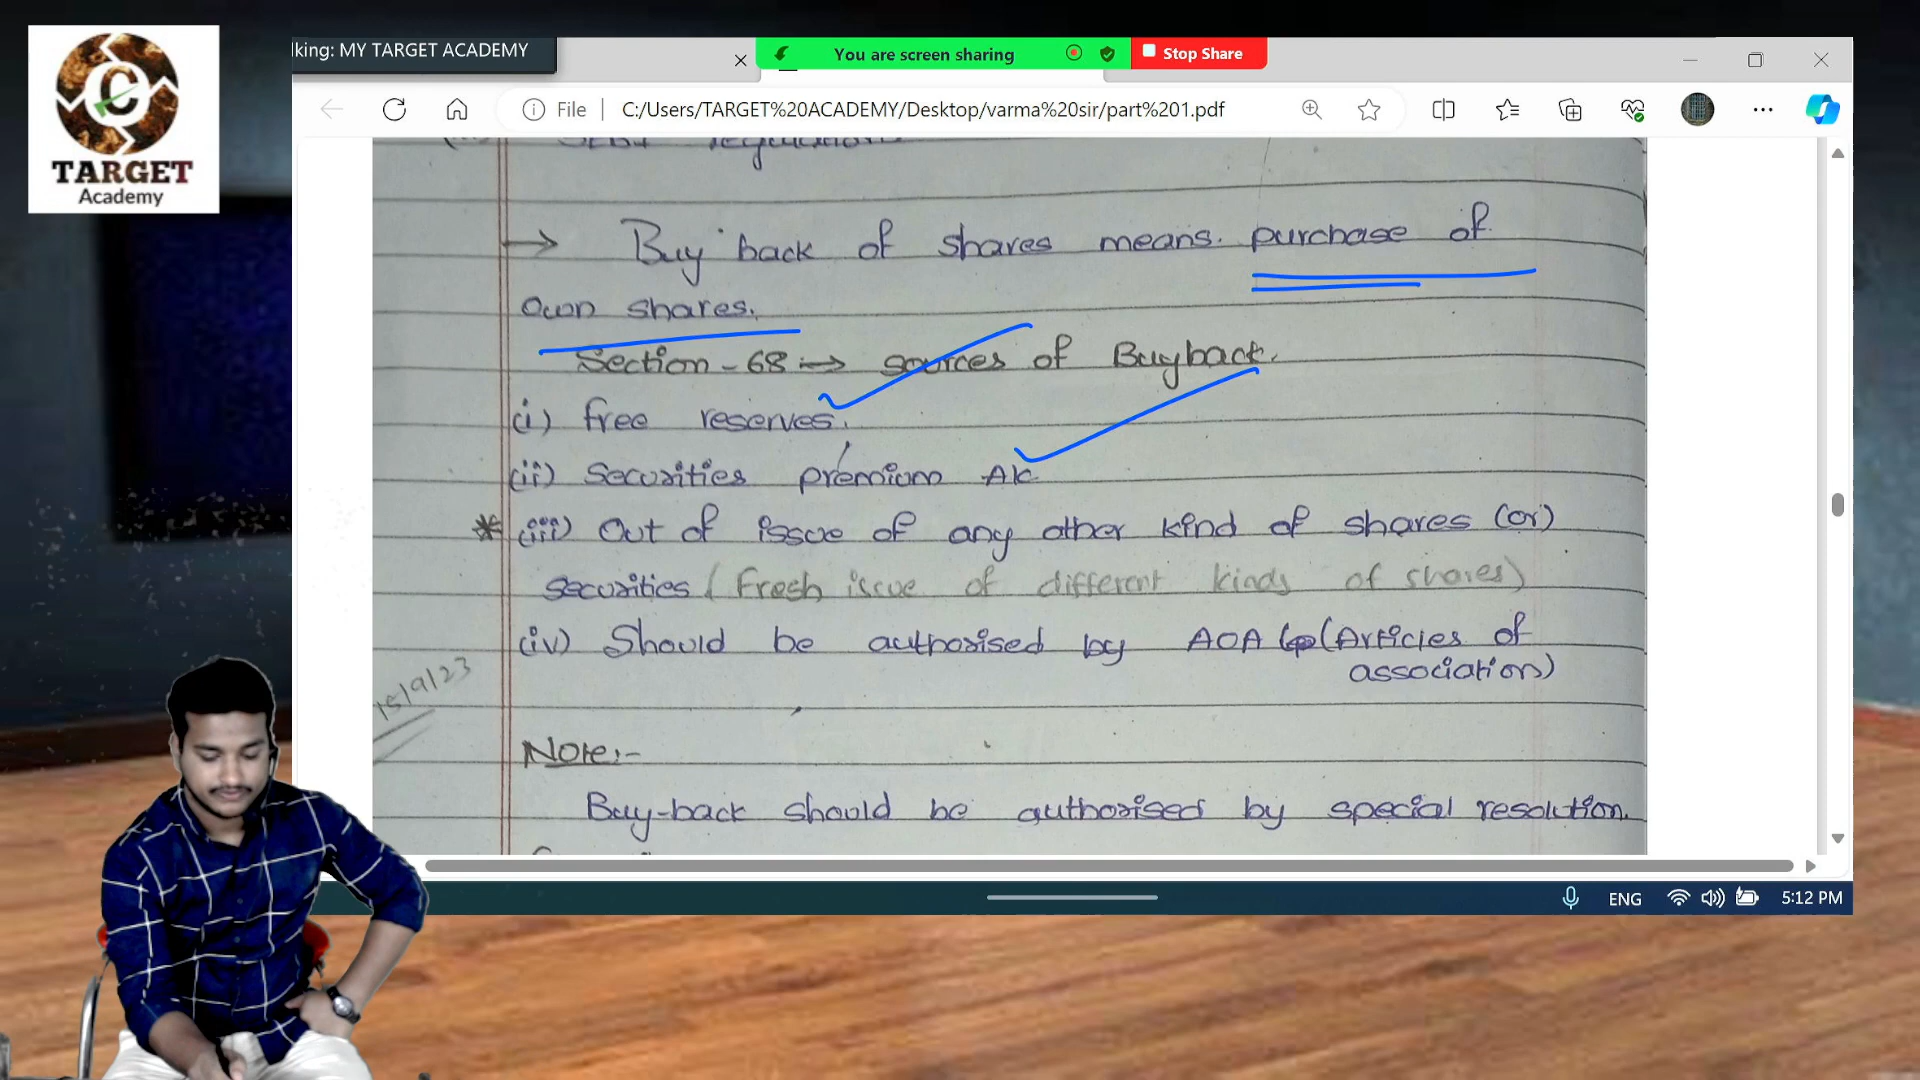 TARGET
Academy
lking: MY TARGET ACADEMY
You are screen sharing
Stop Share
File
C:/Users/TARGET%20ACADEMY/Desktop/varma%20sir/part%201.pdf
→ Buy back of shares means purchase of
own shares.
Section - 68 → sources of Buyback.
(i) free reserves.
(ii) Securities premium A/c
* (iii) Out of issue of any other kind of shares (or)
securities (Fresh issue of different kinds of shares)
(iv) Should be authorised by AOA (Articles of
association)
15/9/23
Note:-
Buy-back should be authorised by special resolution.
ENG
5:12 PM